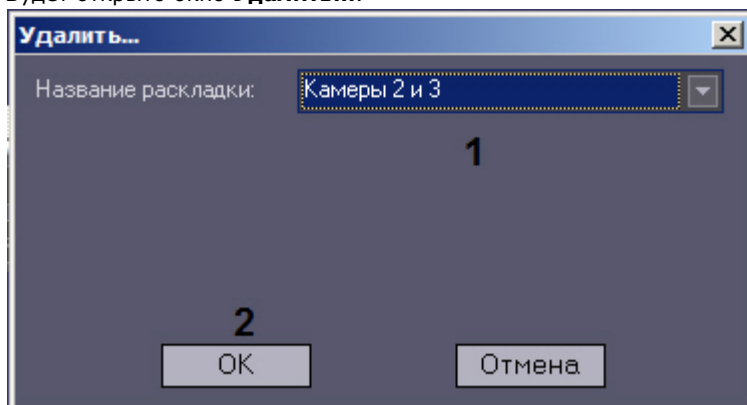 Будет открыто окно Удалить...
Удалить...
Название раскладки: Камеры 2 и 3
1
2
OK Отмена